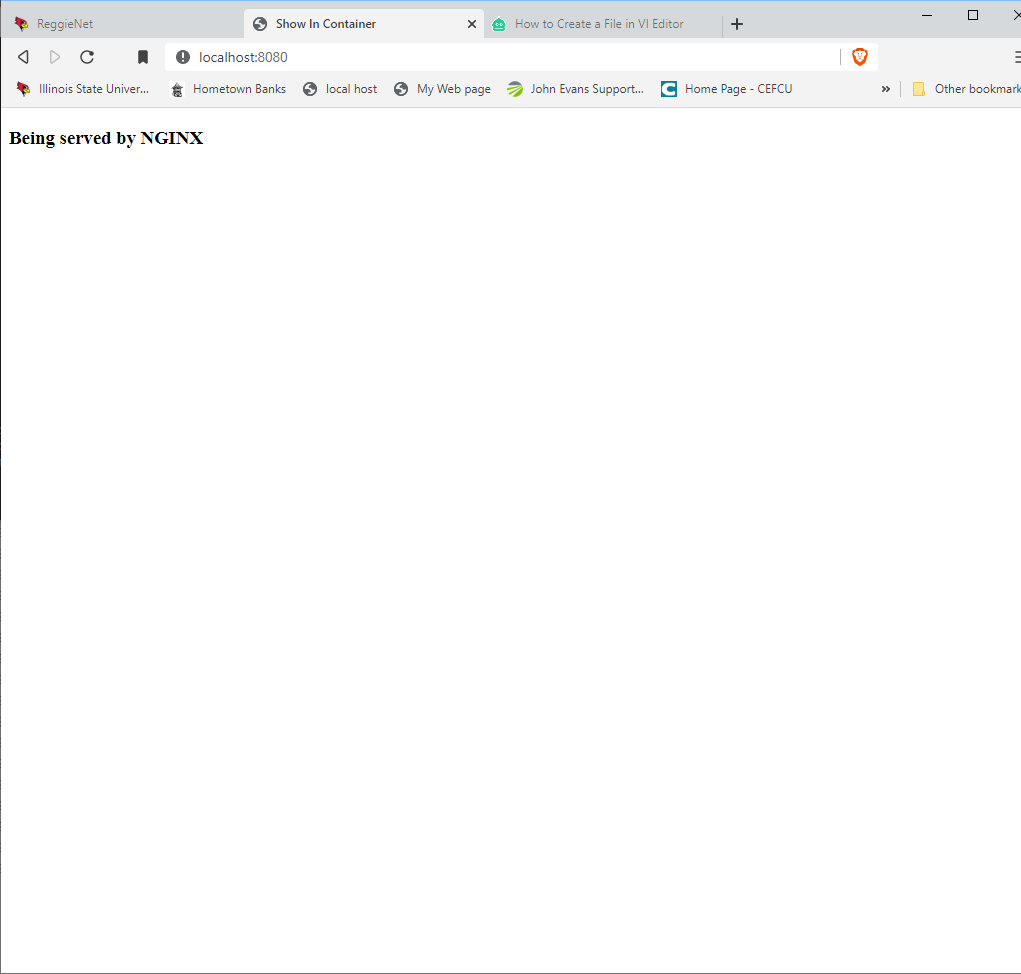 ReggieNet Show In Container How to Create a File in VI Editor
localhost:8080
Illinois State Univer... Hometown Banks local host My Web page John Evans Support... Home Page - CEFCU » Other bookmark
Being served by NGINX